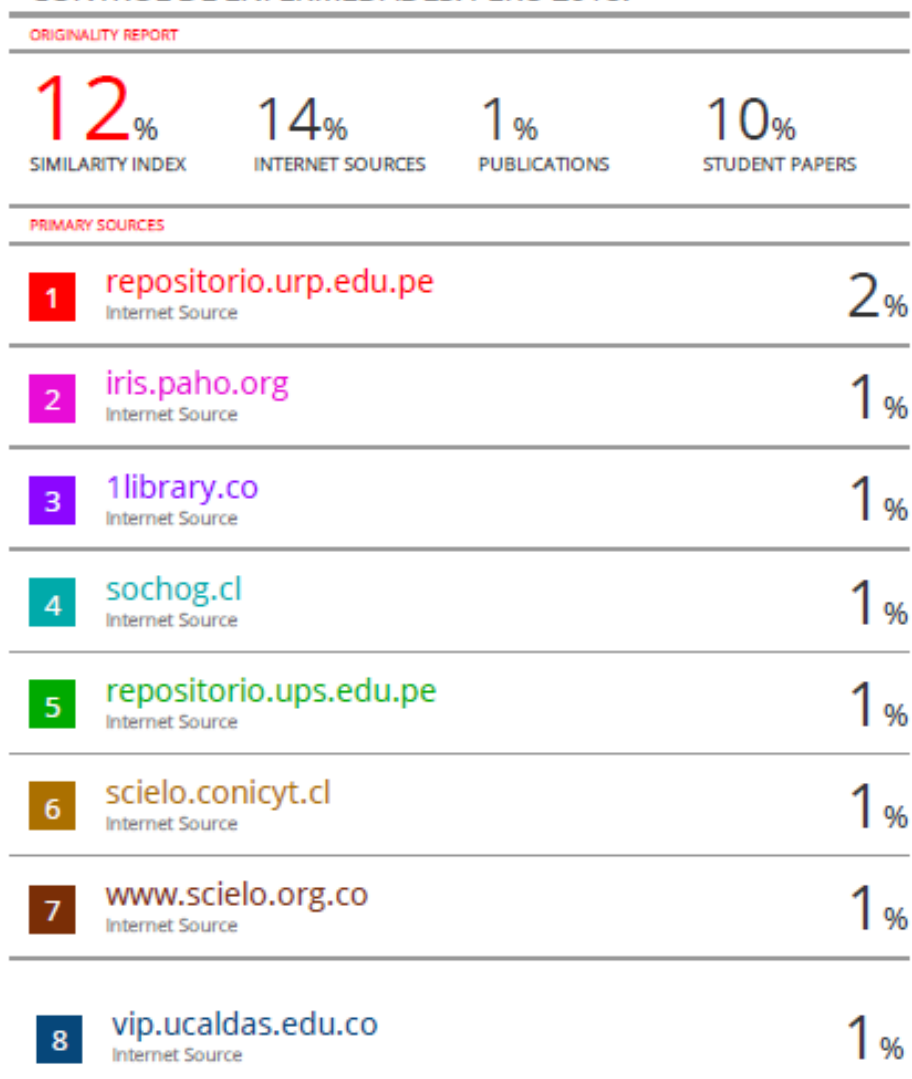 ORIGINALITY REPORT
12% 14% 1% 10%
SIMILARITY INDEX INTERNET SOURCES PUBLICATIONS STUDENT PAPERS
PRIMARY SOURCES
1 repositorio.urp.edu.pe 2%
Internet Source
2 iris.paho.org 1%
Internet Source
3 1library.co 1%
Internet Source
4 sochog.cl 1%
Internet Source
5 repositorio.ups.edu.pe 1%
Internet Source
6 scielo.conicyt.cl 1%
Internet Source
7 www.scielo.org.co 1%
Internet Source
8 vip.ucaldas.edu.co 1%
Internet Source